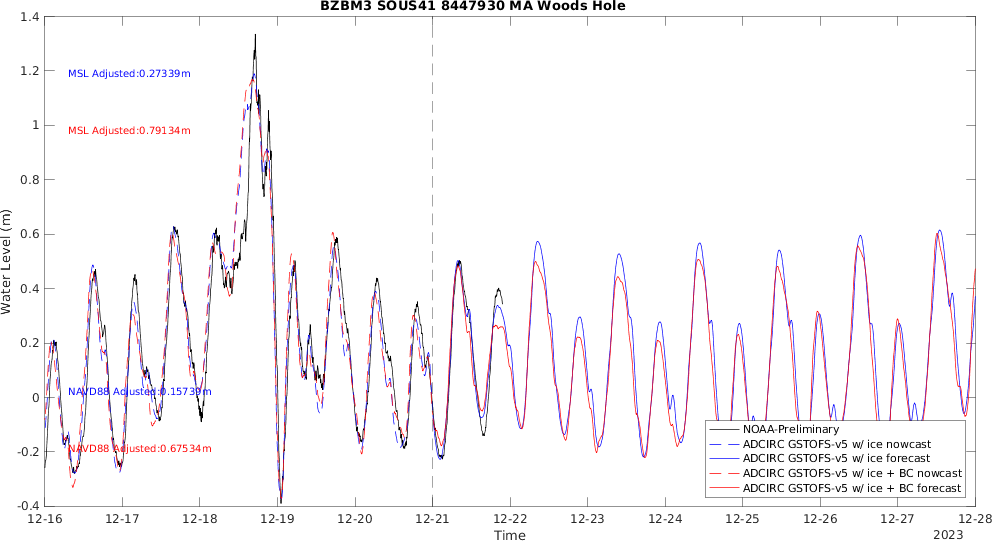 BZBM3 SOUS41 8447930 MA Woods Hole
1.4
1.2
1
0.8
0.6
0.4
0.2
0
-0.2
-0.4
Water Level (m)
MSL Adjusted:0.27339m
MSL Adjusted:0.79134m
NAVD88 Adjusted:0.15739m
NAVD88 Adjusted:0.67534m
NOAA-Preliminary
ADCIRC GSTOFS-v5 w/ ice nowcast
ADCIRC GSTOFS-v5 w/ ice forecast
ADCIRC GSTOFS-v5 w/ ice + BC nowcast
ADCIRC GSTOFS-v5 w/ ice + BC forecast
12-16 12-17 12-18 12-19 12-20 12-21 12-22 12-23 12-24 12-25 12-26 12-27 12-28
Time
2023